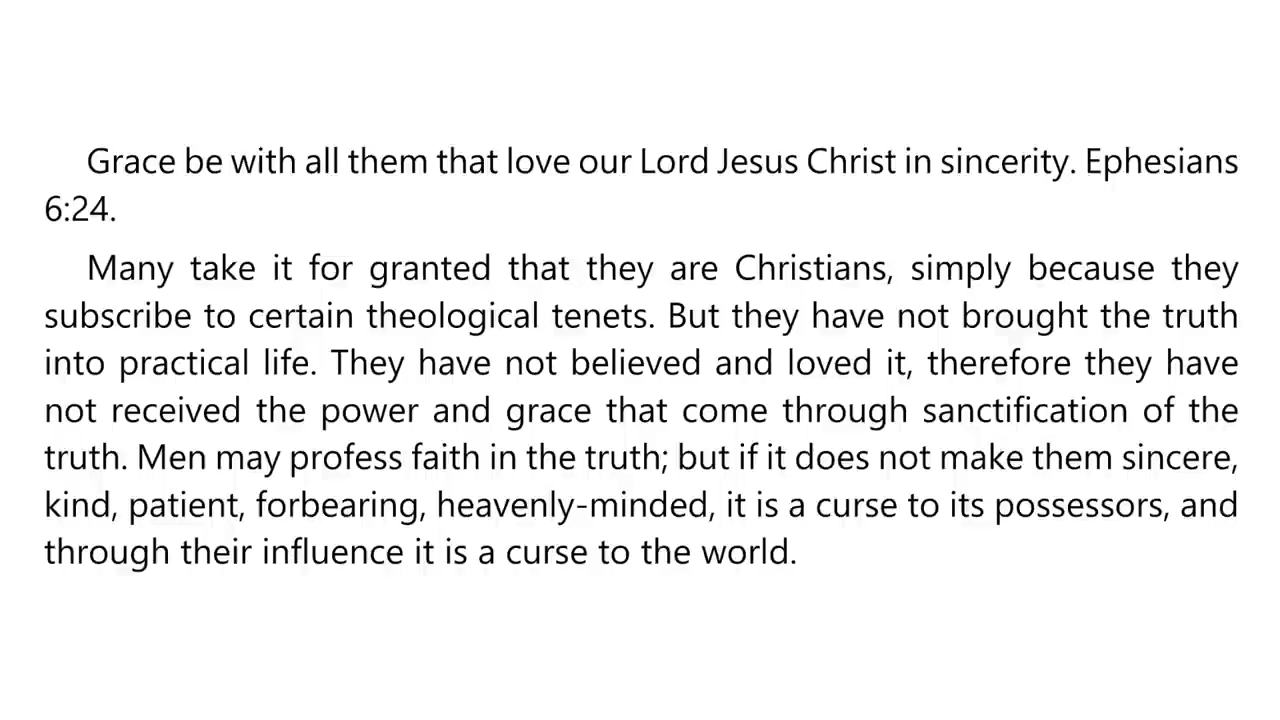 Grace be with all them that love our Lord Jesus Christ in sincerity. Ephesians
6:24.
Many take it for granted that they are Christians, simply because they
subscribe to certain theological tenets. But they have not brought the truth
into practical life. They have not believed and loved it, therefore they have
not received the power and grace that come through sanctification of the
truth. Men may profess faith in the truth; but if it does not make them sincere,
kind, patient, forbearing, heavenly-minded, it is a curse to its possessors, and
through their influence it is a curse to the world.